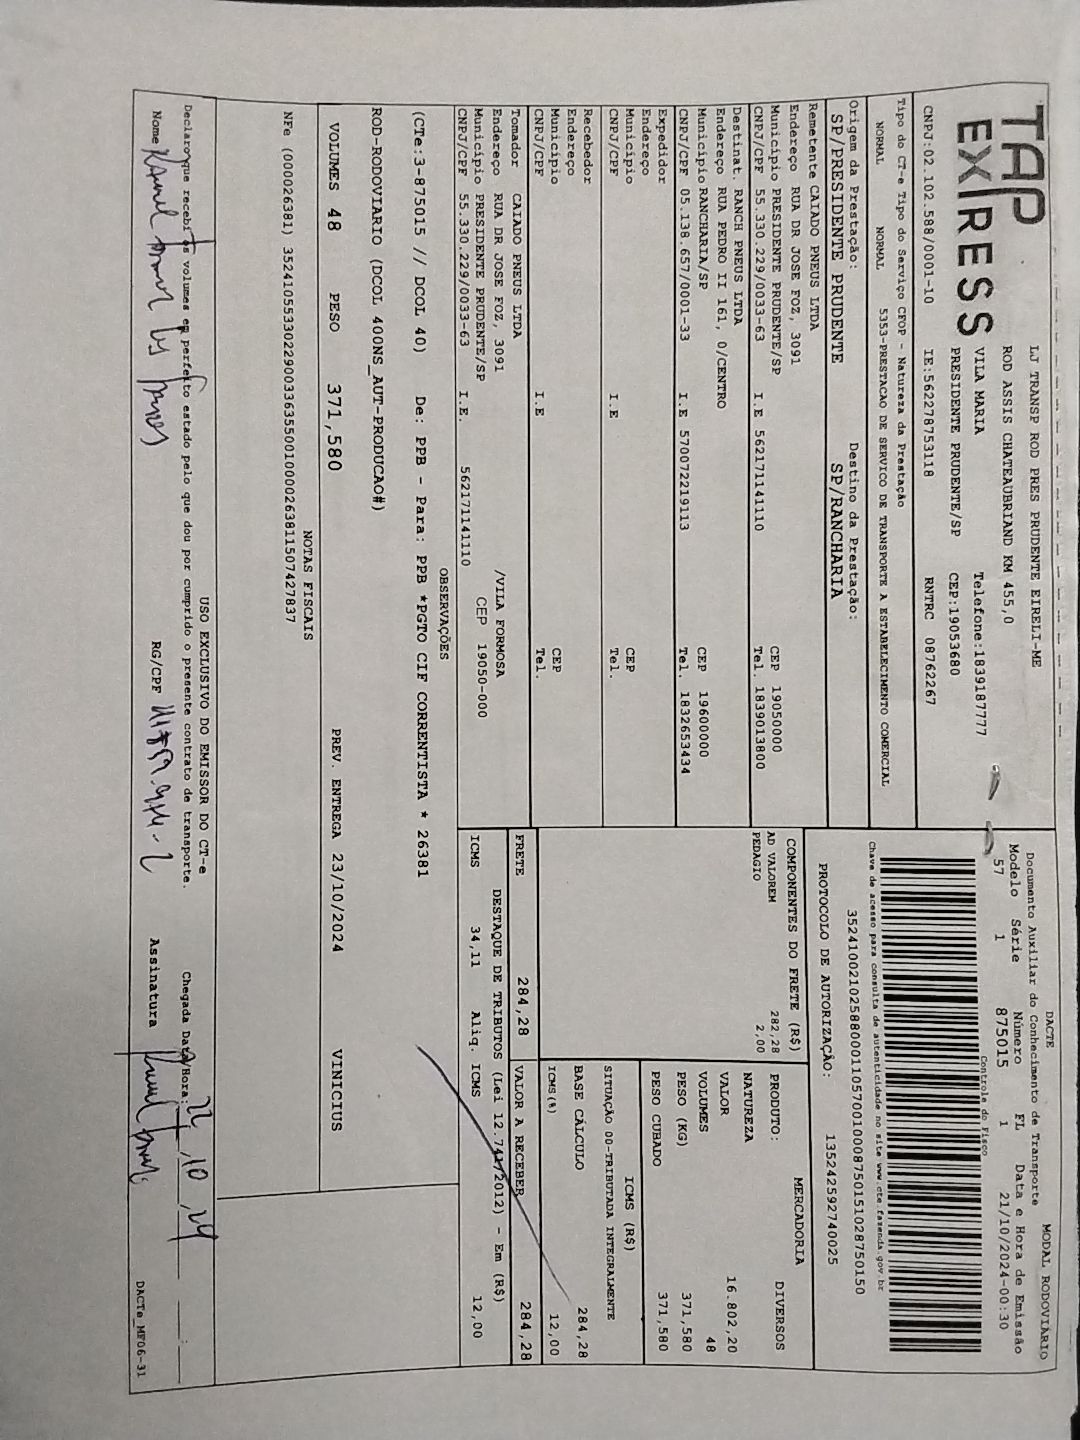 TAP EXPRESS
LJ TRANSP ROD PRES PRUDENTE EIRELI-ME
ROD ASSIS CHATEAUBRIAND KM 455,0
VILA MARIA Telefone:1839187777
PRESIDENTE PRUDENTE/SP CEP:19053680
CNPJ:02.102.588/0001-10 IE:562278753118 RNTRC 08762267
DACTE MODAL RODOVIÁRIO
Documento Auxiliar do Conhecimento de Transporte
Modelo Série Número FL Data e Hora de Emissão
57 1 875015 1 21/10/2024-00:30
Controle do Fisco
Chave de acesso para consulta de autenticidade no site www.cte.fazenda.gov.br
35241002102588000110570010008750151028750150
PROTOCOLO DE AUTORIZAÇÃO: 135242592740025
Tipo do CT-e Tipo do Serviço CFOP - Natureza da Prestação
NORMAL NORMAL 5353-PRESTACAO DE SERVICO DE TRANSPORTE A ESTABELECIMENTO COMERCIAL
Origem da Prestação: Destino da Prestação:
SP/PRESIDENTE PRUDENTE SP/RANCHARIA
Remetente CAIADO PNEUS LTDA
Endereço RUA DR JOSE FOZ, 3091
Municipio PRESIDENTE PRUDENTE/SP CEP 19050000
CNPJ/CPF 55.330.229/0033-63 I.E 562171141110 Tel. 1839013800
Destinat. RANCH PNEUS LTDA
Endereço RUA PEDRO II 161, 0/CENTRO
Municipio RANCHARIA/SP CEP 19600000
CNPJ/CPF 05.138.657/0001-33 I.E 570072219113 Tel. 1832653434
Expedidor
Endereço
Municipio CEP
CNPJ/CPF I.E Tel.
Recebedor
Endereço
Município CEP
CNPJ/CPF I.E Tel.
Tomador CAIADO PNEUS LTDA
Endereço RUA DR JOSE FOZ, 3091 /VILA FORMOSA
Municipio PRESIDENTE PRUDENTE/SP CEP 19050-000
CNPJ/CPF 55.330.229/0033-63 I.E. 562171141110
COMPONENTES DO FRETE (R$)
AD VALOREM 282,28
PEDAGIO 2,00
MERCADORIA
PRODUTO: DIVERSOS
NATUREZA
VALOR 16.802,20
VOLUMES 48
PESO (KG) 371,580
PESO CUBADO 371,580
ICMS (R$)
SITUAÇÃO 00-TRIBUTADA INTEGRALMENTE
BASE CÁLCULO 284,28
ICMS(%) 12,00
FRETE 284,28 VALOR A RECEBER 284,28
DESTAQUE DE TRIBUTOS (Lei 12.741/2012) - Em (R$)
ICMS 34,11 Aliq. ICMS 12,00
OBSERVAÇÕES
(CTe:3-875015 // DCOL 40) De: PPB - Para: PPB *PGTO CIF CORRENTISTA * 26381
ROD-RODOVIARIO (DCOL 400NS_AUT-PRODUCAO#)
VOLUMES 48 PESO 371,580 PREV. ENTREGA 23/10/2024 VINICIUS
NOTAS FISCAIS
NFe (000026381) 35241055330229003363550010000263811507427837
USO EXCLUSIVO DO EMISSOR DO CT-e
Declaro que recebi os volumes em perfeito estado pelo que dou por cumprido o presente contrato de transporte. Chegada Data/Hora: 22/10/24 :
Nome RG/CPF Assinatura
DACTe_MF06-31